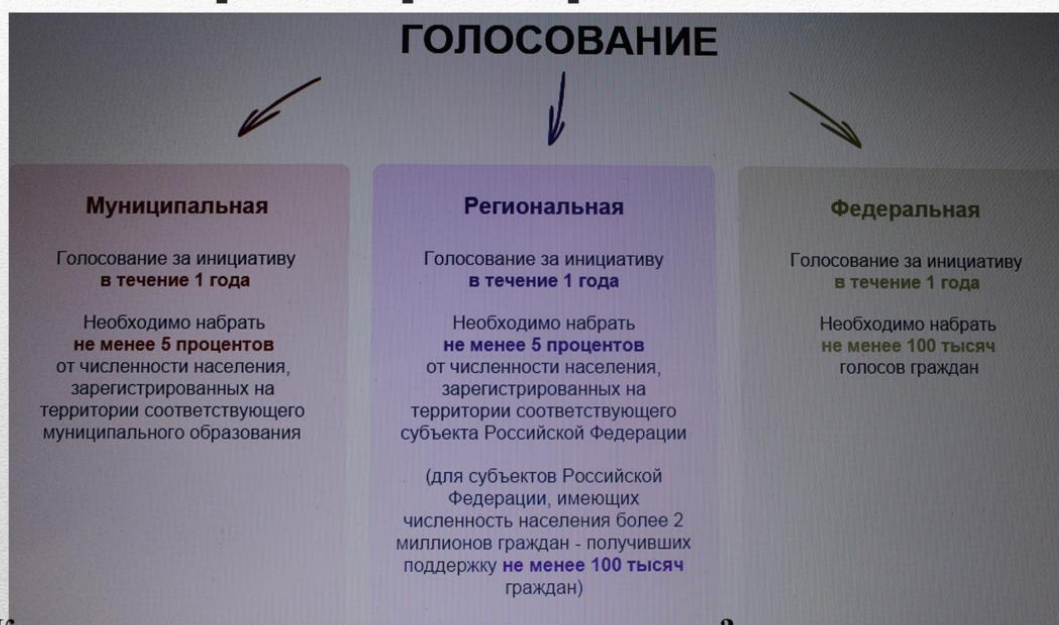 ГОЛОСОВАНИЕ
Муниципальная
Голосование за инициативу
в течение 1 года
Необходимо набрать
не менее 5 процентов
от численности населения,
зарегистрированных на
территории соответствующего
муниципального образования
Региональная
Голосование за инициативу
в течение 1 года
Необходимо набрать
не менее 5 процентов
от численности населения,
зарегистрированных на
территории соответствующего
субъекта Российской Федерации
(для субъектов Российской
Федерации, имеющих
численность населения более 2
миллионов граждан - получивших
поддержку не менее 100 тысяч
граждан)
Федеральная
Голосование за инициативу
в течение 1 года
Необходимо набрать
не менее 100 тысяч
голосов граждан